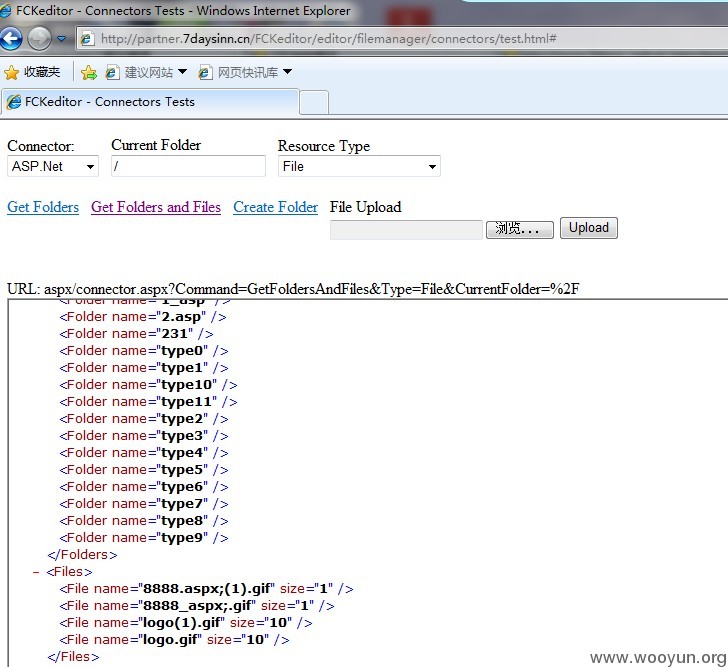 FCKeditor - Connectors Tests - Windows Internet Explorer
http://partner.7daysinn.cn/FCKeditor/editor/filemanager/connectors/test.html#
收藏夹 建议网站 网页快讯库
FCKeditor - Connectors Tests
Connector: Current Folder Resource Type
ASP.Net / File
Get Folders Get Folders and Files Create Folder File Upload
浏览... Upload
URL: aspx/connector.aspx?Command=GetFoldersAndFiles&Type=File&CurrentFolder=%2F
<Folder name="1_asp" />
<Folder name="2.asp" />
<Folder name="231" />
<Folder name="type0" />
<Folder name="type1" />
<Folder name="type10" />
<Folder name="type11" />
<Folder name="type2" />
<Folder name="type3" />
<Folder name="type4" />
<Folder name="type5" />
<Folder name="type6" />
<Folder name="type7" />
<Folder name="type8" />
<Folder name="type9" />
</Folders>
− <Files>
<File name="8888.aspx;(1).gif" size="1" />
<File name="8888_aspx;.gif" size="1" />
<File name="logo(1).gif" size="10" />
<File name="logo.gif" size="10" />
</Files>
www.wooyun.org